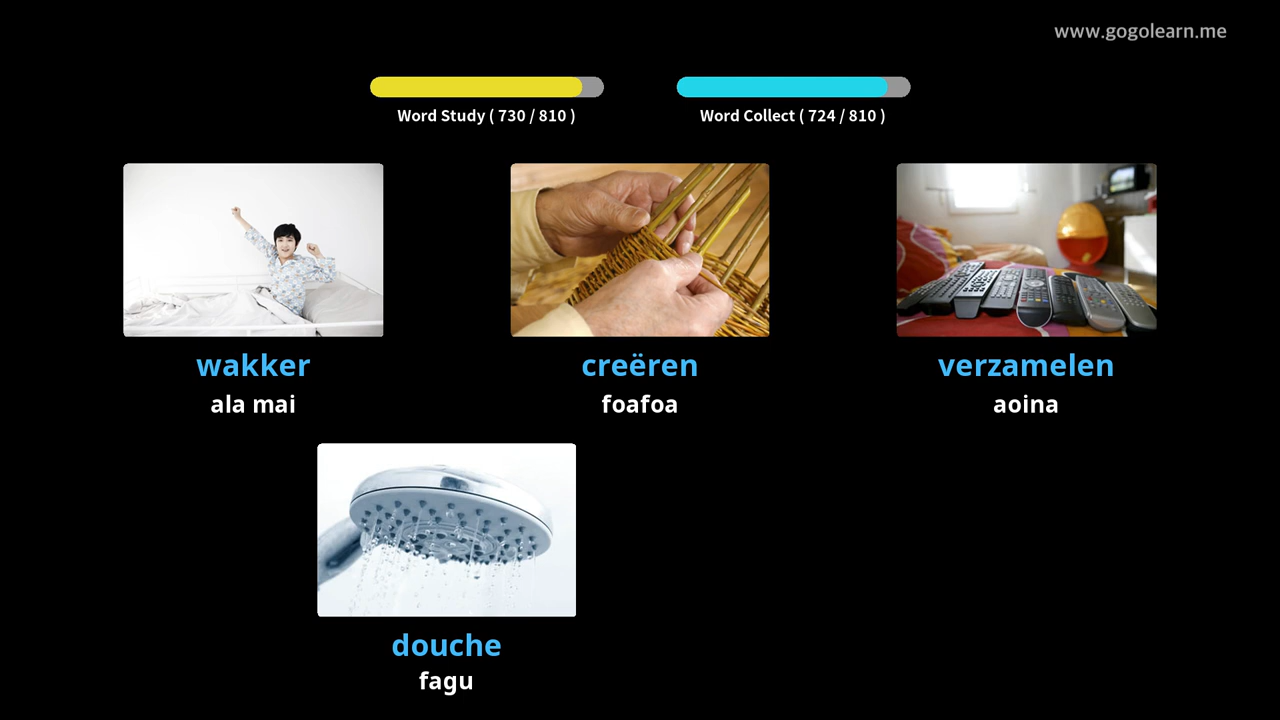 www.gogolearn.me
Word Study ( 730 / 810 )
Word Collect ( 724 / 810 )
wakker
ala mai
creëren
foafoa
verzamelen
aoina
douche
fagu